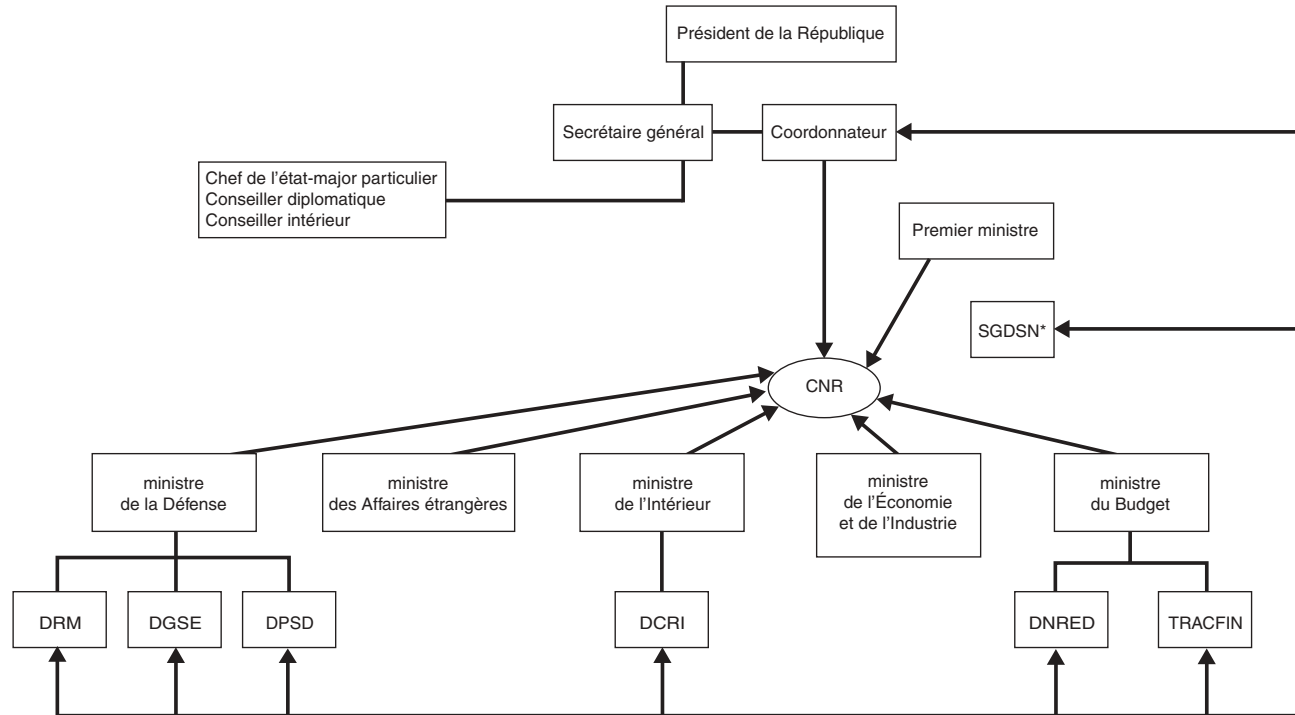 Président de la République
Secrétaire général
Coordonnateur
Chef de l'état-major particulier
Conseiller diplomatique
Conseiller intérieur
Premier ministre
SGDSN*
CNR
ministre
de la Défense
ministre
des Affaires étrangères
ministre
de l'Intérieur
ministre
de l'Économie
et de l'Industrie
ministre
du Budget
DRM
DGSE
DPSD
DCRI
DNRED
TRACFIN